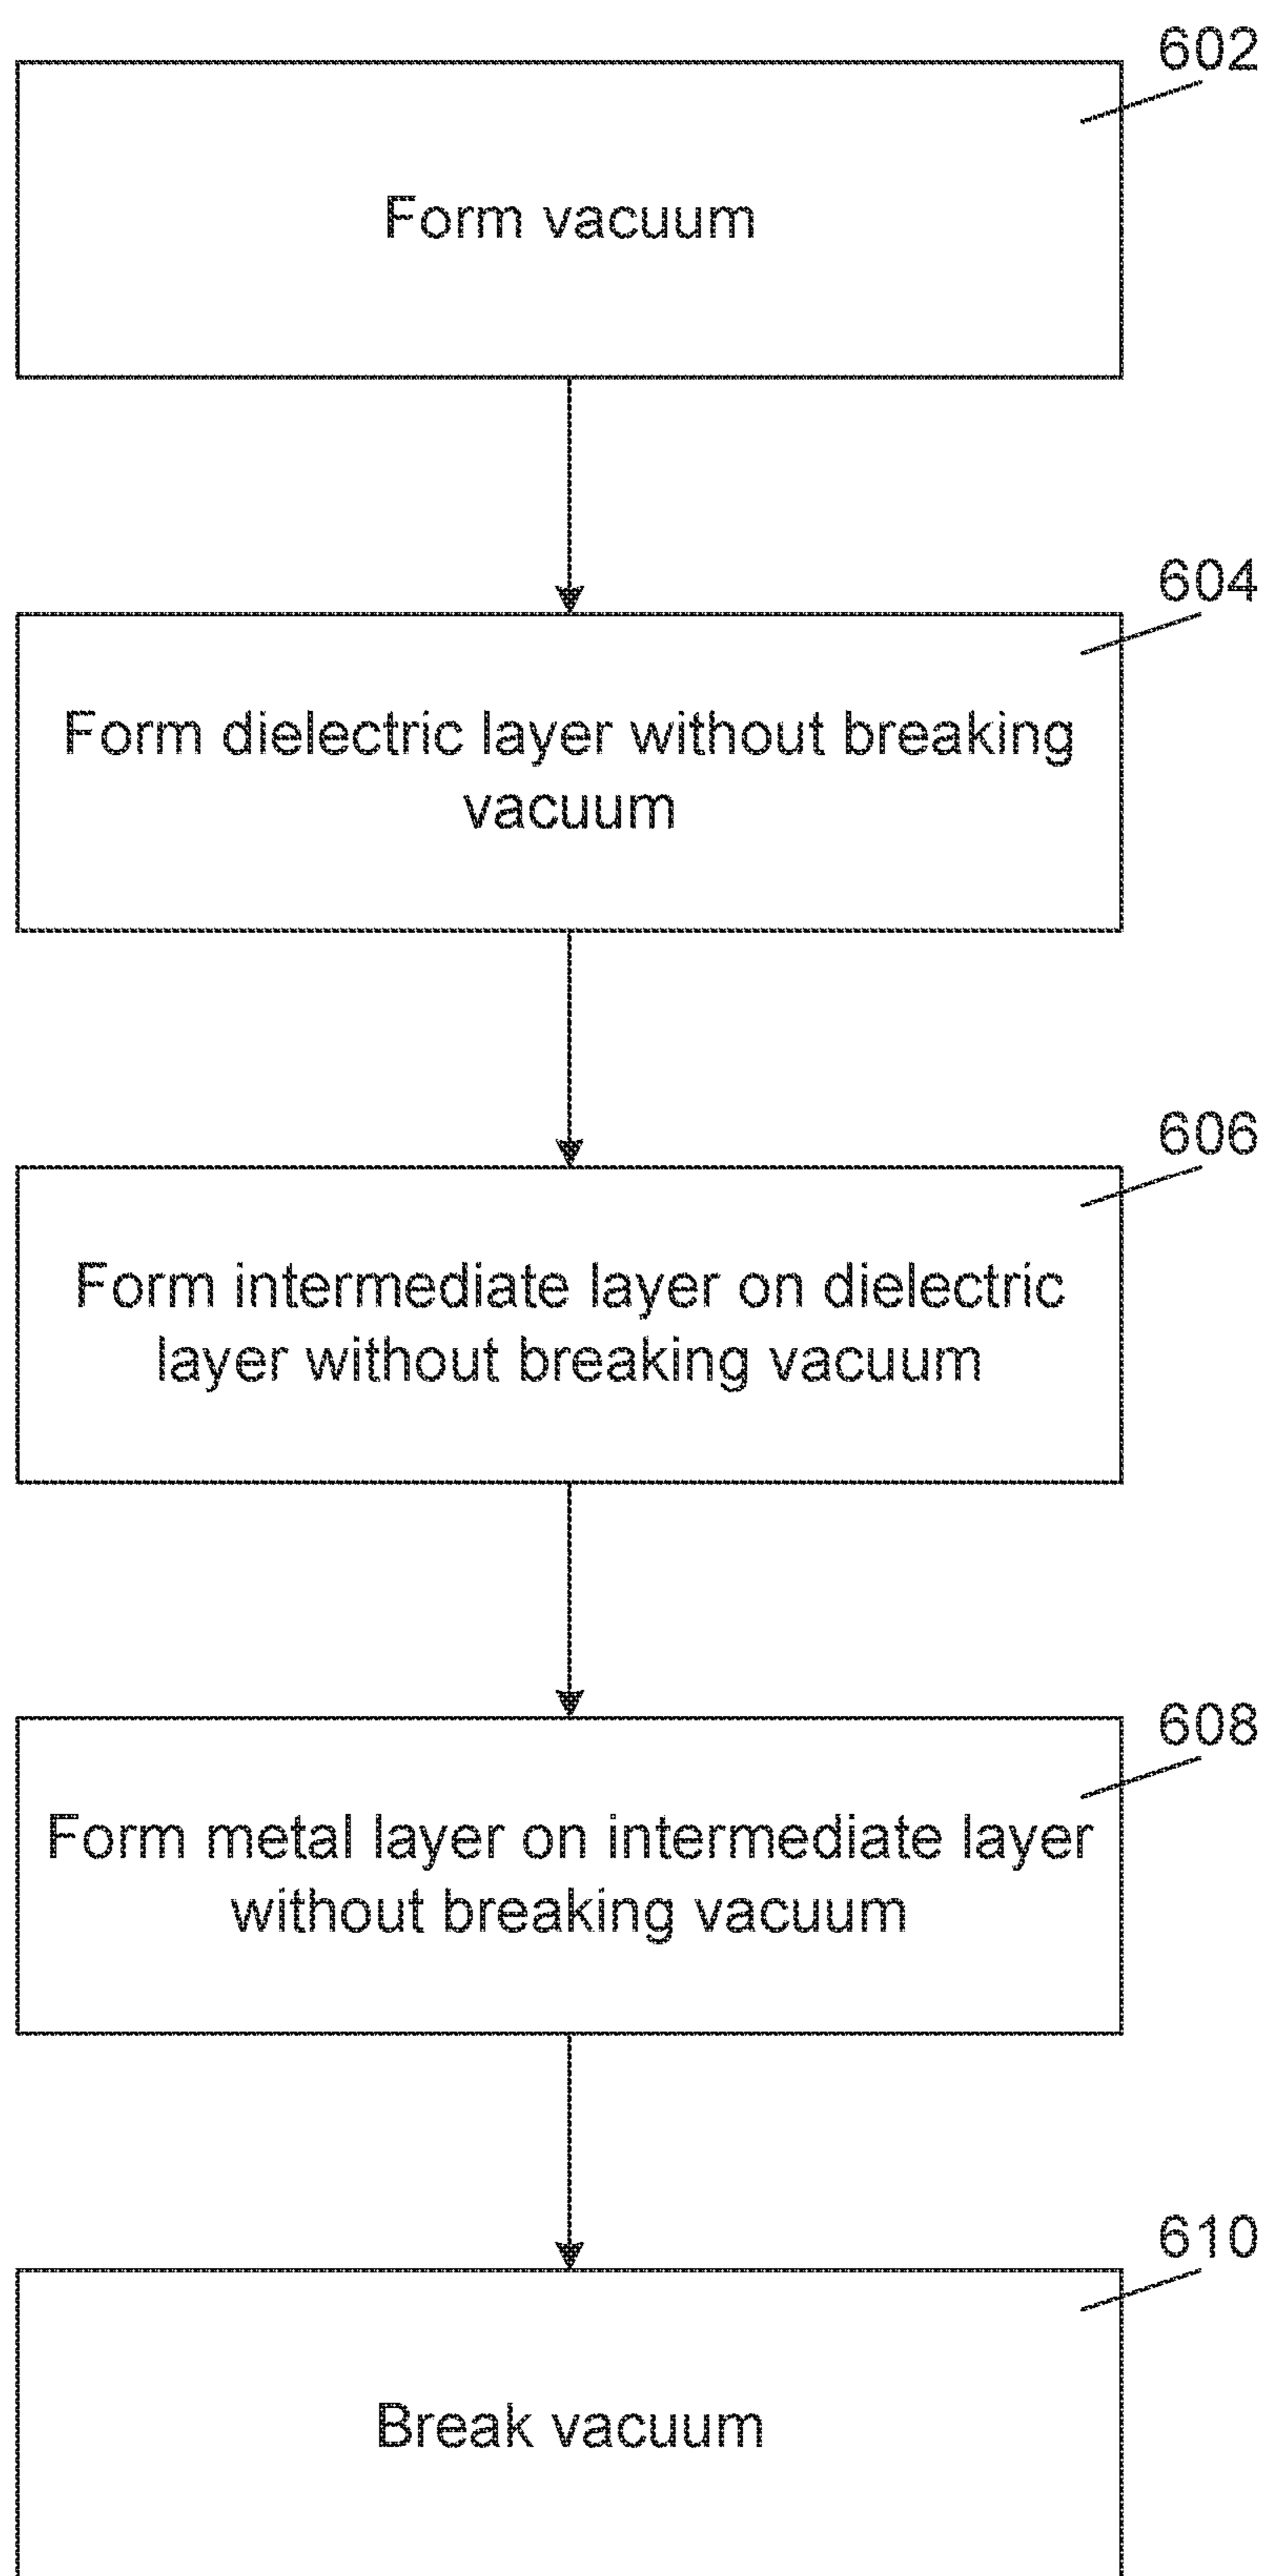 602
Form vacuum
604
Form dielectric layer without breaking
vacuum
606
Form intermediate layer on dielectric
layer without breaking vacuum
608
Form metal layer on intermediate layer
without breaking vacuum
610
Break vacuum